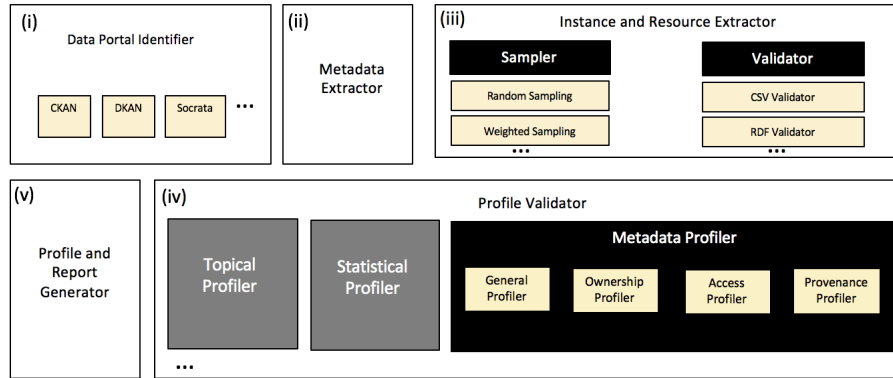 (i)
Data Portal Identifier
CKAN
DKAN
Socrata
...
(ii)
Metadata
Extractor
(iii)
Instance and Resource Extractor
Sampler
Random Sampling
Weighted Sampling
...
Validator
CSV Validator
RDF Validator
...
(v)
Profile and
Report
Generator
(iv)
Profile Validator
Topical
Profiler
...
Statistical
Profiler
Metadata Profiler
General
Profiler
Ownership
Profiler
Access
Profiler
Provenance
Profiler